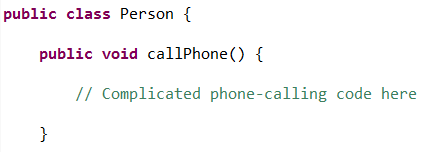 public class Person {
public void callPhone() {
// Complicated phone-calling code here
}